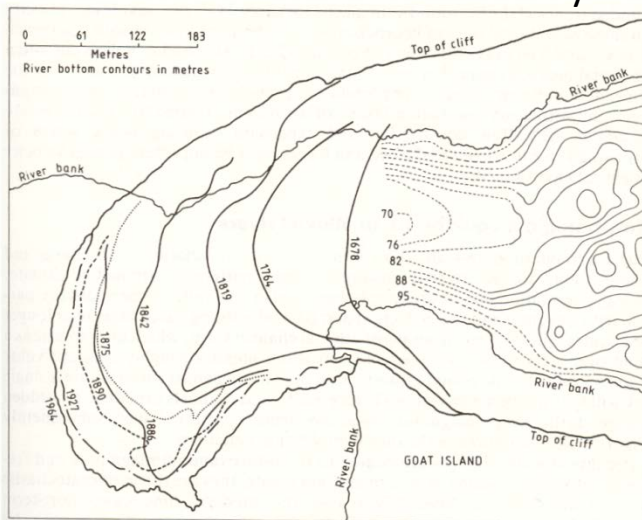 0 61 122 183
Metres
River bottom contours in metres
Top of cliff
River bank
River bank
70
76
82
88
95
1678
1764
1819
1842
1875
1890
1886
1927
1964
River bank
Top of cliff
River bank
GOAT ISLAND